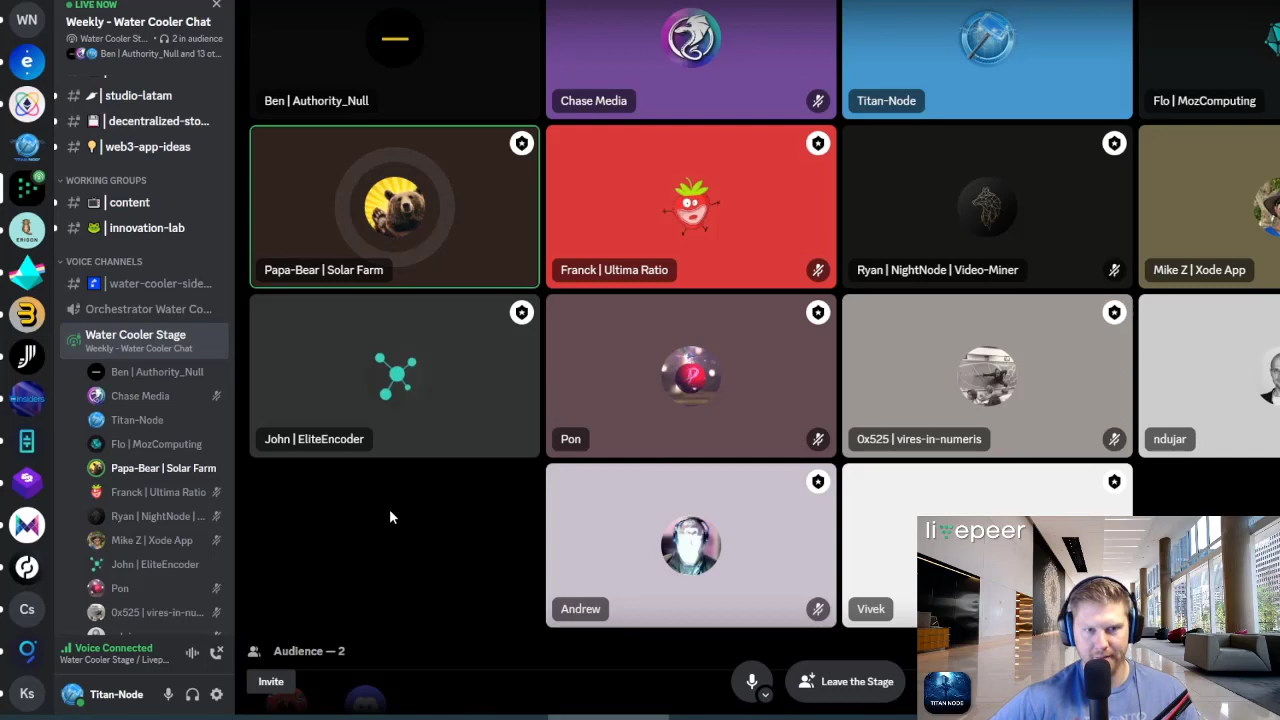 WN
LIVE NOW
Weekly - Water Cooler Chat
Water Cooler St... 2 in audience
Ben | Authority_Null and 13 ot...
studio-latam
decentralized-sto...
web3-app-ideas
WORKING GROUPS
content
innovation-lab
ERIGON
VOICE CHANNELS
water-cooler-side...
Orchestrator Water Co...
Water Cooler Stage
Weekly - Water Cooler Chat
Ben | Authority_Null
Chase Media
Titan-Node
Flo | MozComputing
Papa-Bear | Solar Farm
Franck | Ultima Ratio
Ryan | NightNode | ...
Mike Z | Xode App
John | EliteEncoder
Pon
0x525 | vires-in-nu...
insiders
Cs
Ks
Voice Connected
Water Cooler Stage / Livep...
Titan-Node
Ben | Authority_Null
Chase Media
Titan-Node
Flo | MozComputing
Papa-Bear | Solar Farm
Franck | Ultima Ratio
Ryan | NightNode | Video-Miner
Mike Z | Xode App
John | EliteEncoder
Pon
0x525 | vires-in-numeris
ndujar
Andrew
Vivek
Audience — 2
Invite
Leave the Stage
livepeer
TITAN NODE